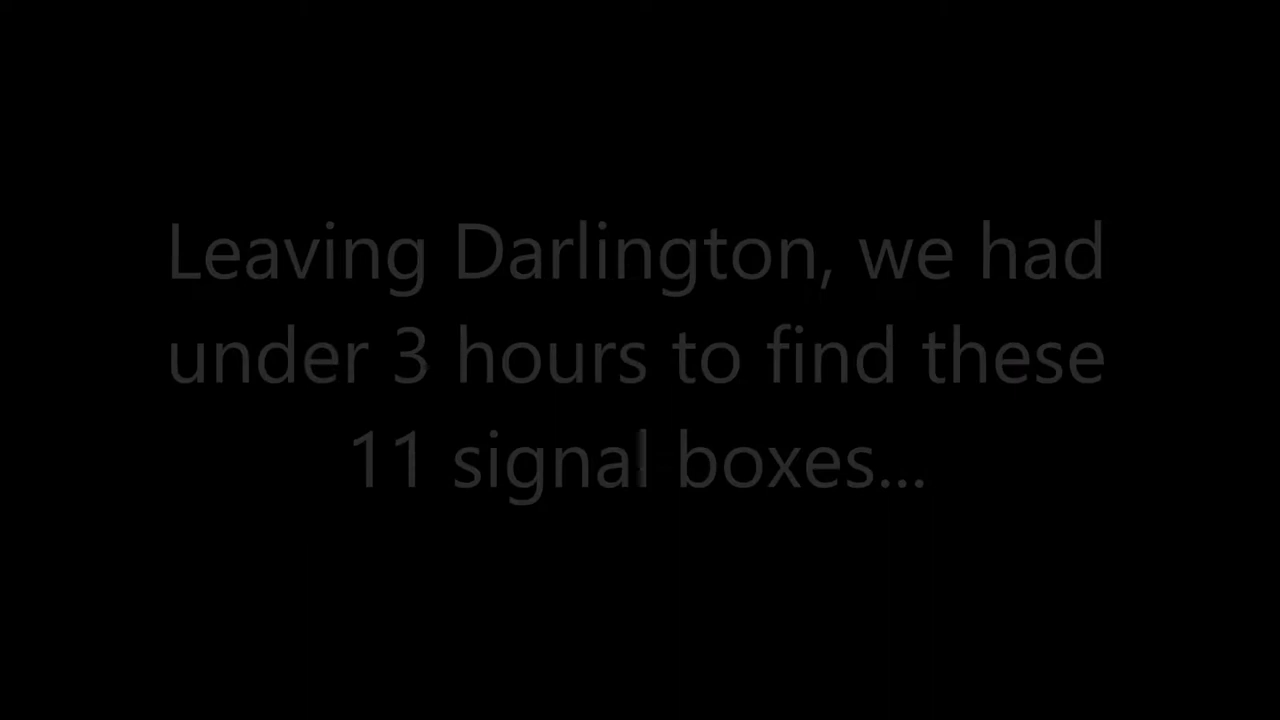 Leaving Darlington, we had
under 3 hours to find these
11 signal boxes...